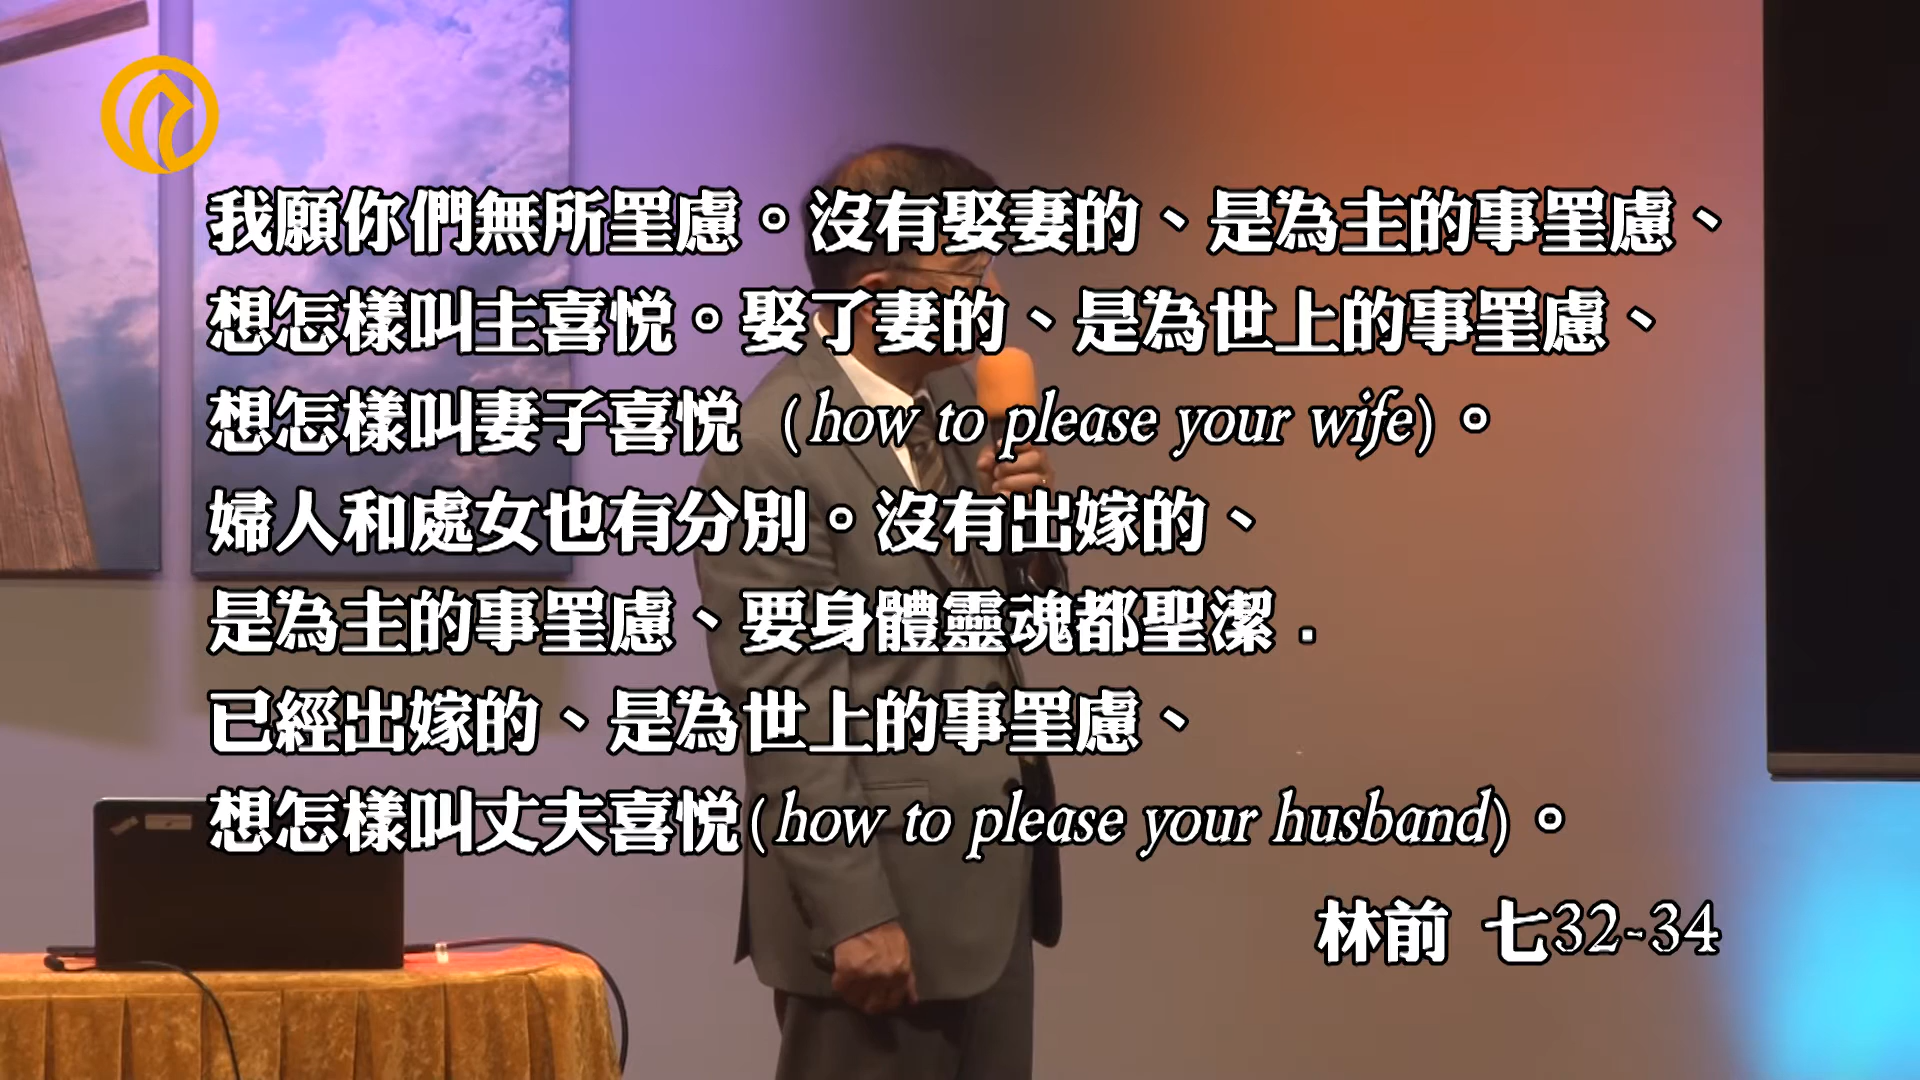 我願你們無所罣慮。沒有娶妻的、是為主的事罣慮、
想怎樣叫主喜悅。娶了妻的、是為世上的事罣慮、
想怎樣叫妻子喜悅 (how to please your wife)。
婦人和處女也有分別。沒有出嫁的、
是為主的事罣慮、要身體靈魂都聖潔．
已經出嫁的、是為世上的事罣慮、
想怎樣叫丈夫喜悅(how to please your husband)。
林前 七32-34